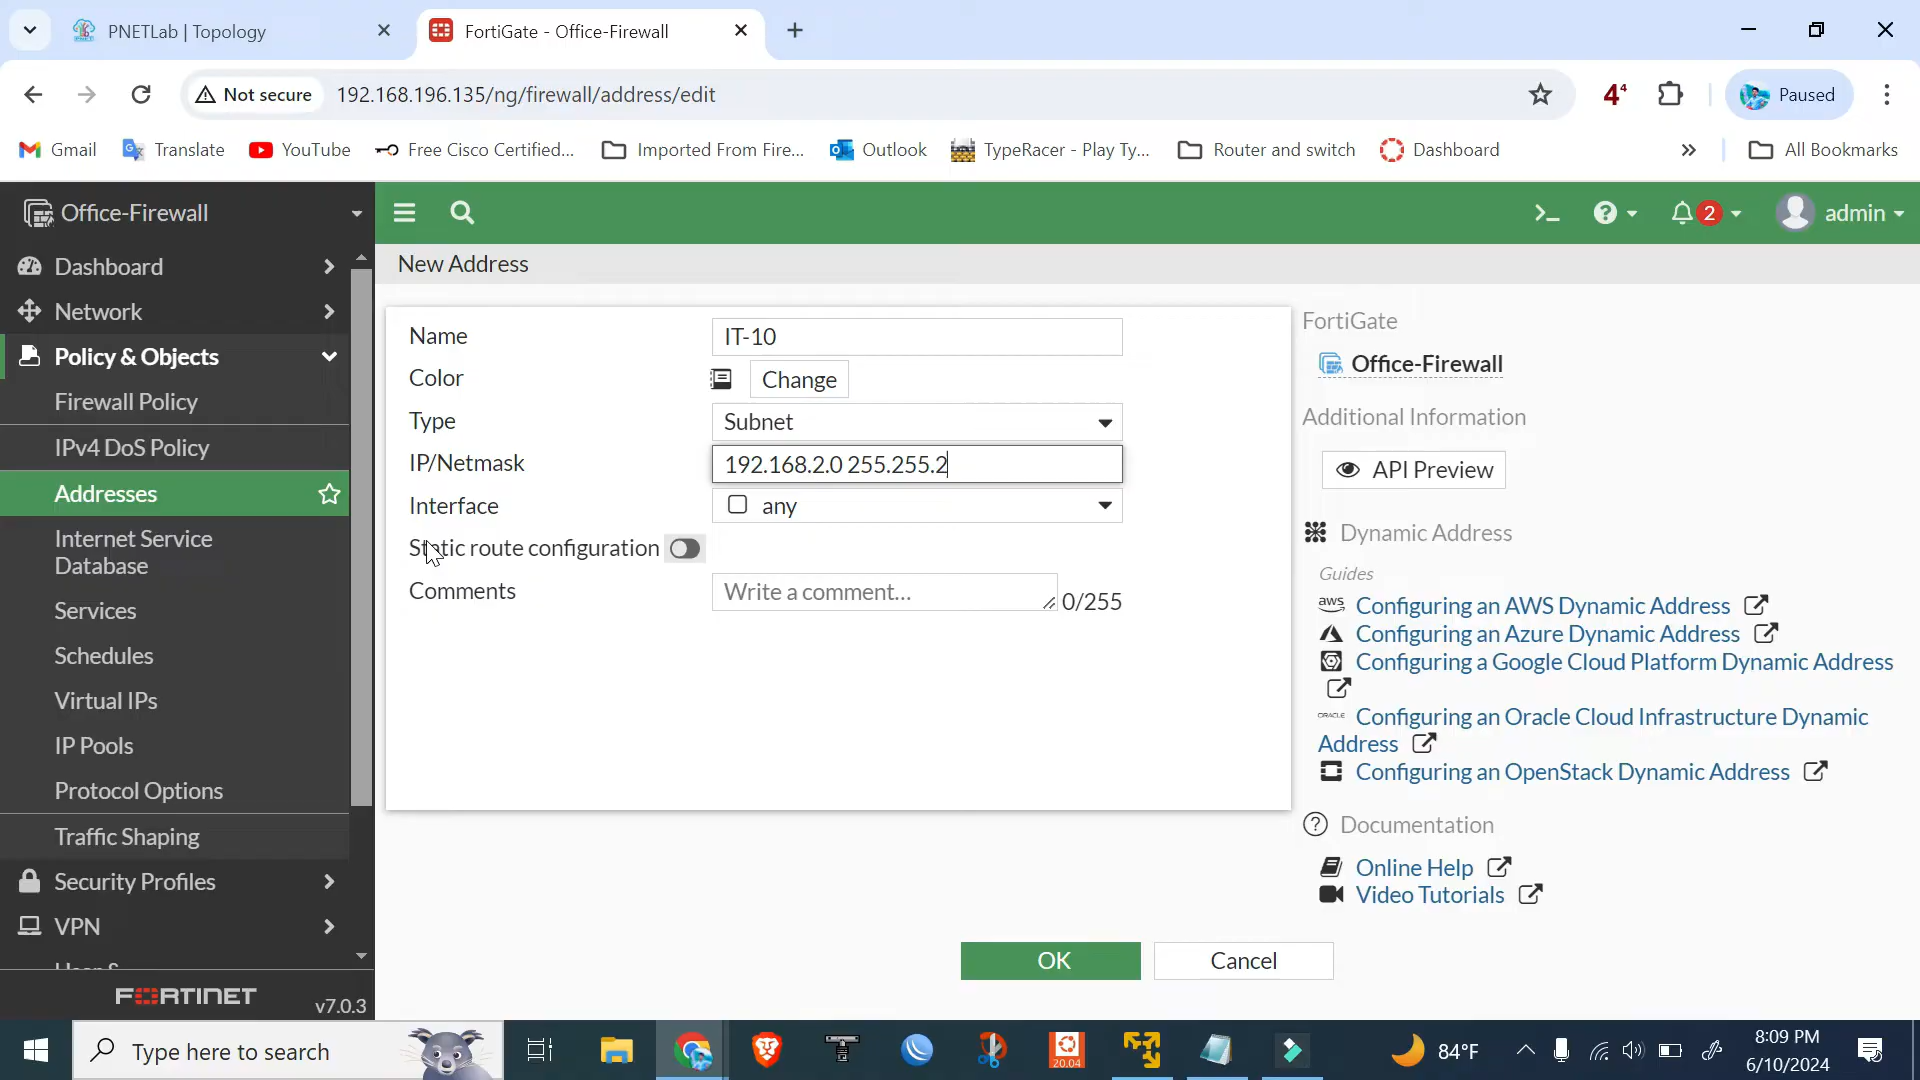 PNETLab | Topology
FortiGate - Office-Firewall
Not secure
192.168.196.135/ng/firewall/address/edit
4⁴
Paused
Gmail
Translate
YouTube
Free Cisco Certified...
Imported From Fire...
Outlook
TypeRacer - Play Ty...
Router and switch
Dashboard
All Bookmarks
Office-Firewall
2
admin
Dashboard
Network
Policy & Objects
Firewall Policy
IPv4 DoS Policy
Addresses
Internet Service
Database
Services
Schedules
Virtual IPs
IP Pools
Protocol Options
Traffic Shaping
Security Profiles
VPN
FORTINET
v7.0.3
New Address
Name
IT-10
Color
Change
Type
Subnet
IP/Netmask
192.168.2.0 255.255.2
Interface
any
Static route configuration
Comments
Write a comment...
0/255
OK
Cancel
FortiGate
Office-Firewall
Additional Information
API Preview
Dynamic Address
Guides
aws
Configuring an AWS Dynamic Address
Configuring an Azure Dynamic Address
Configuring a Google Cloud Platform Dynamic Address
ORACLE
Configuring an Oracle Cloud Infrastructure Dynamic
Address
Configuring an OpenStack Dynamic Address
Documentation
Online Help
Video Tutorials
Type here to search
20.04
84°F
8:09 PM
6/10/2024